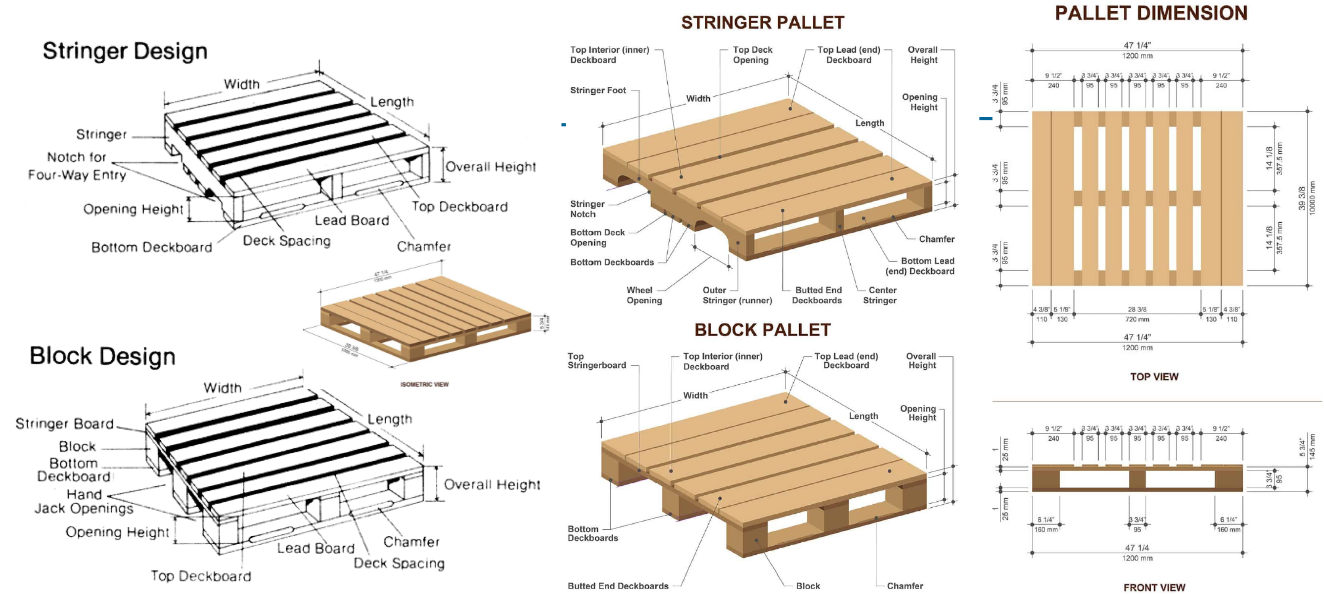 Stringer Design
Width
Length
Stringer
Notch for
Four-Way Entry
Overall Height
Opening Height
Top Deckboard
Lead Board
Deck Spacing
Bottom Deckboard
Chamfer
47 1/4
1200 mm
5 3/4
145 mm
39 3/8
1000 mm
ISOMETRIC VIEW
Block Design
Width
Length
Stringer Board
Block
Bottom
Deckboard
Hand
Jack Openings
Overall Height
Opening Height
Chamfer
Lead Board
Deck Spacing
Top Deckboard
STRINGER PALLET
Top Interior (inner)
Deckboard
Top Deck
Opening
Top Lead (end)
Deckboard
Overall
Height
Stringer Foot
Width
Opening
Height
Length
Stringer
Notch
Bottom Deck
Opening
Bottom Deckboards
Chamfer
Bottom Lead
(end) Deckboard
Wheel
Opening
Outer
Stringer (runner)
Butted End
Deckboards
Center
Stringer
BLOCK PALLET
Top
Stringerboard
Top Interior (inner)
Deckboard
Top Lead (end)
Deckboard
Overall
Height
Width
Opening
Height
Length
Bottom
Deckboards
Butted End Deckboards
Block
Chamfer
PALLET DIMENSION
47 1/4"
1200 mm
9 1/2"
240
3 3/4"
95
3 3/4"
95
3 3/4"
95
3 3/4"
95
9 1/2"
240
3 3/4
95 mm
3 3/4
95 mm
3 3/4
95 mm
14 1/8
357.5 mm
14 1/8
357.5 mm
39 3/8
10000 mm
4 3/8"
110
5 1/8"
130
28 3/8
720 mm
5 1/8"
130
4 3/8"
110
47 1/4"
1200 mm
TOP VIEW
9 1/2"
240
3 3/4"
95
3 3/4"
95
3 3/4"
95
3 3/4"
95
9 1/2"
240
1
25 mm
1
25 mm
3 3/4"
95
5 3/4"
145 mm
6 1/4"
160 mm
3 3/4"
95
6 1/4"
160 mm
47 1/4
1200 mm
FRONT VIEW